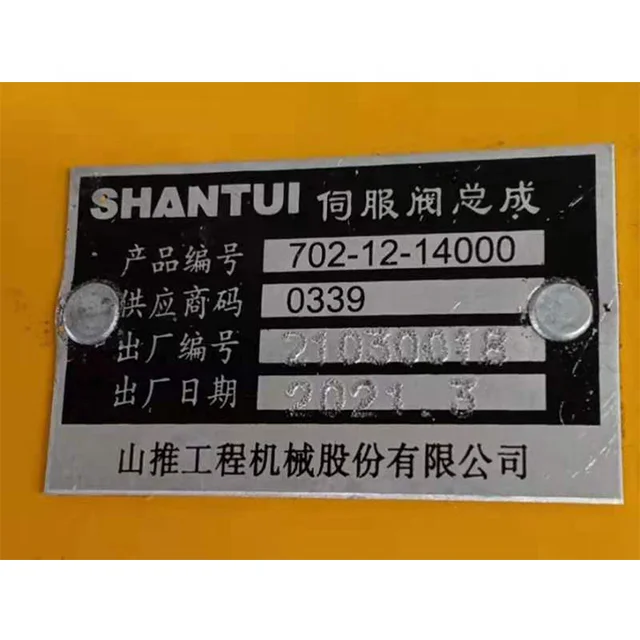 SHANTUI 伺服阀总成
产品编号 702-12-14000
供应商码 0339
出厂编号 21030018
出厂日期 2021.3
山推工程机械股份有限公司